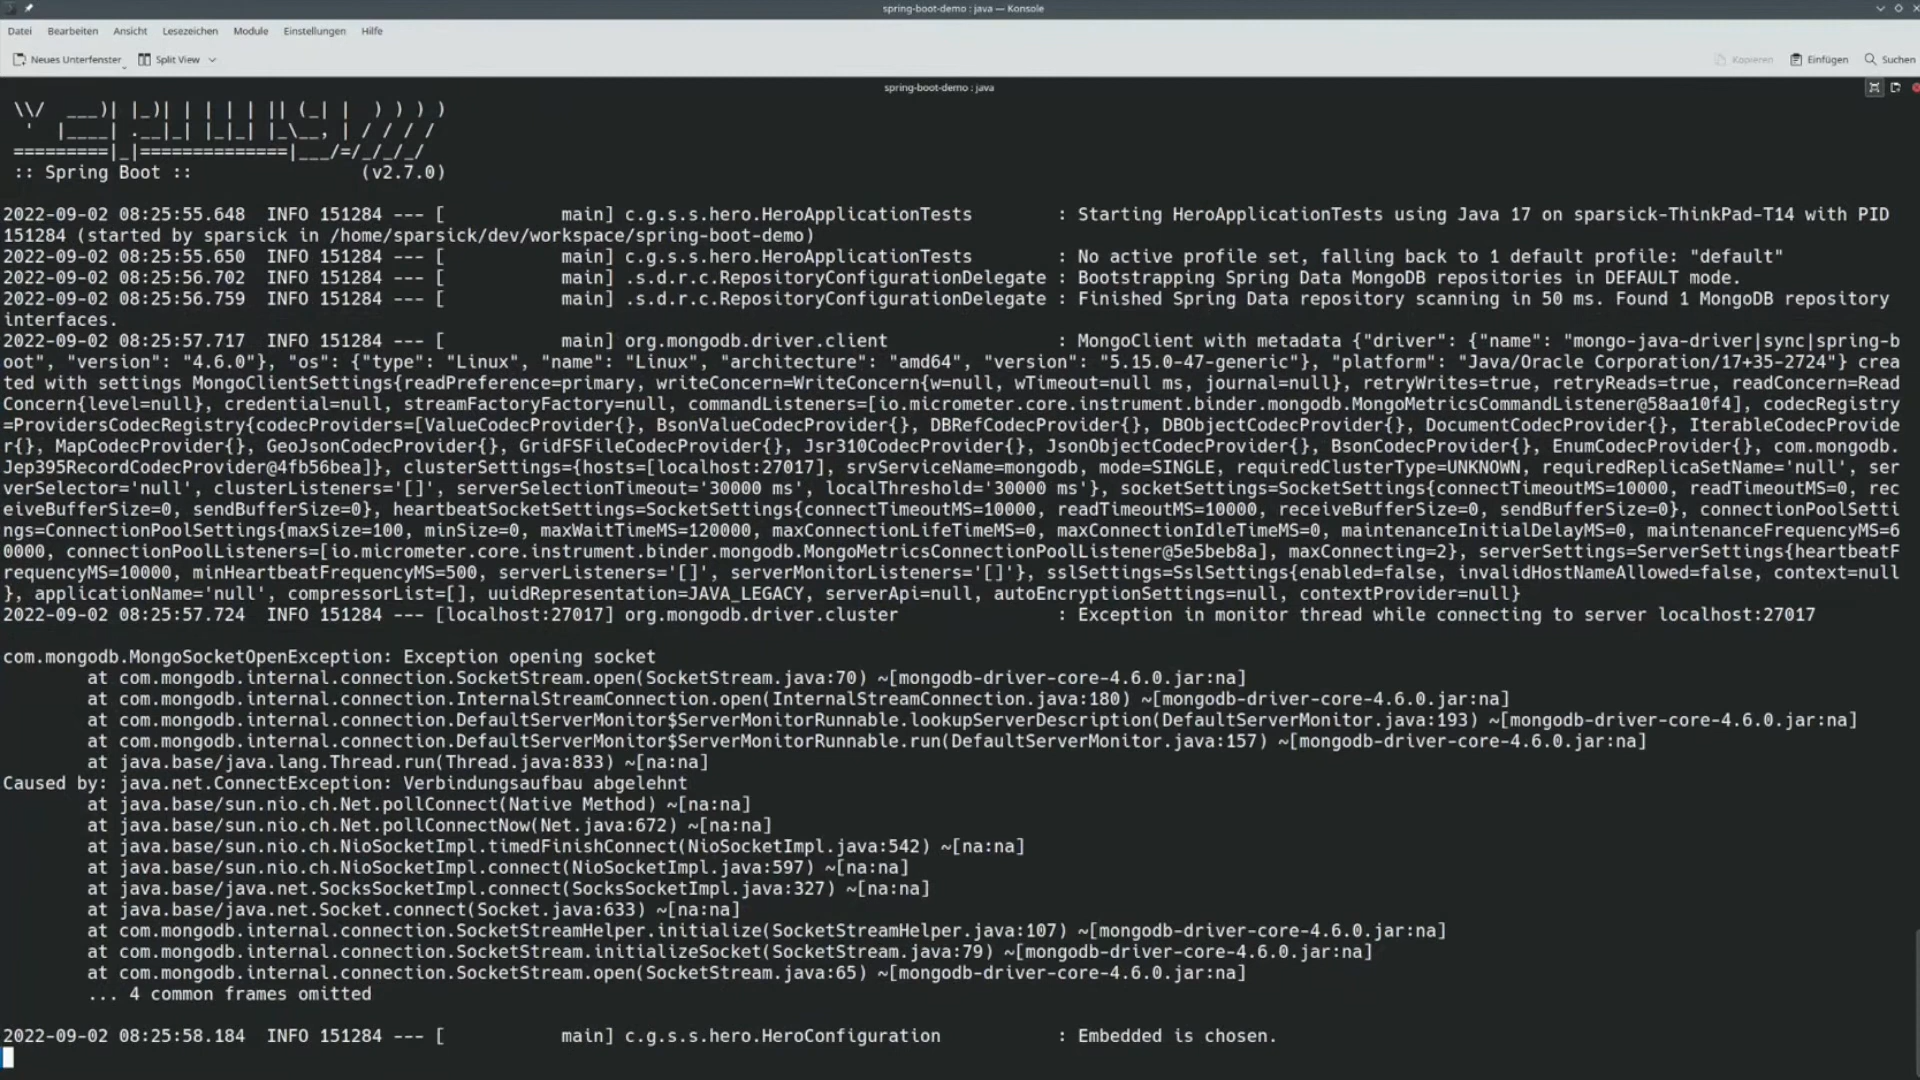 spring-boot-demo : java — Konsole
Datei Bearbeiten Ansicht Lesezeichen Module Einstellungen Hilfe
Neues Unterfenster Split View Kopieren Einfügen Suchen
spring-boot-demo : java
\\/  ___)| |_)| | | | | || (_| |  ) ) ) )
 '  |____| .__|_| |_|_| |_\__, | / / / /
=========|_|==============|___/=/_/_/_/
:: Spring Boot ::                (v2.7.0)
2022-09-02 08:25:55.648  INFO 151284 --- [           main] c.g.s.s.hero.HeroApplicationTests        : Starting HeroApplicationTests using Java 17 on sparsick-ThinkPad-T14 with PID
151284 (started by sparsick in /home/sparsick/dev/workspace/spring-boot-demo)
2022-09-02 08:25:55.650  INFO 151284 --- [           main] c.g.s.s.hero.HeroApplicationTests        : No active profile set, falling back to 1 default profile: "default"
2022-09-02 08:25:56.702  INFO 151284 --- [           main] .s.d.r.c.RepositoryConfigurationDelegate : Bootstrapping Spring Data MongoDB repositories in DEFAULT mode.
2022-09-02 08:25:56.759  INFO 151284 --- [           main] .s.d.r.c.RepositoryConfigurationDelegate : Finished Spring Data repository scanning in 50 ms. Found 1 MongoDB repository
interfaces.
2022-09-02 08:25:57.717  INFO 151284 --- [           main] org.mongodb.driver.client                : MongoClient with metadata {"driver": {"name": "mongo-java-driver|sync|spring-b
oot", "version": "4.6.0"}, "os": {"type": "Linux", "name": "Linux", "architecture": "amd64", "version": "5.15.0-47-generic"}, "platform": "Java/Oracle Corporation/17+35-2724"} crea
ted with settings MongoClientSettings{readPreference=primary, writeConcern=WriteConcern{w=null, wTimeout=null ms, journal=null}, retryWrites=true, retryReads=true, readConcern=Read
Concern{level=null}, credential=null, streamFactoryFactory=null, commandListeners=[io.micrometer.core.instrument.binder.mongodb.MongoMetricsCommandListener@58aa10f4], codecRegistry
=ProvidersCodecRegistry{codecProviders=[ValueCodecProvider{}, BsonValueCodecProvider{}, DBRefCodecProvider{}, DBObjectCodecProvider{}, DocumentCodecProvider{}, IterableCodecProvide
r{}, MapCodecProvider{}, GeoJsonCodecProvider{}, GridFSFileCodecProvider{}, Jsr310CodecProvider{}, JsonObjectCodecProvider{}, BsonCodecProvider{}, EnumCodecProvider{}, com.mongodb.
Jep395RecordCodecProvider@4fb56bea]}, clusterSettings={hosts=[localhost:27017], srvServiceName=mongodb, mode=SINGLE, requiredClusterType=UNKNOWN, requiredReplicaSetName='null', ser
verSelector='null', clusterListeners='[]', serverSelectionTimeout='30000 ms', localThreshold='30000 ms'}, socketSettings=SocketSettings{connectTimeoutMS=10000, readTimeoutMS=0, rec
eiveBufferSize=0, sendBufferSize=0}, heartbeatSocketSettings=SocketSettings{connectTimeoutMS=10000, readTimeoutMS=10000, receiveBufferSize=0, sendBufferSize=0}, connectionPoolSetti
ngs=ConnectionPoolSettings{maxSize=100, minSize=0, maxWaitTimeMS=120000, maxConnectionLifeTimeMS=0, maxConnectionIdleTimeMS=0, maintenanceInitialDelayMS=0, maintenanceFrequencyMS=6
0000, connectionPoolListeners=[io.micrometer.core.instrument.binder.mongodb.MongoMetricsConnectionPoolListener@5e5beb8a], maxConnecting=2}, serverSettings=ServerSettings{heartbeatF
requencyMS=10000, minHeartbeatFrequencyMS=500, serverListeners='[]', serverMonitorListeners='[]'}, sslSettings=SslSettings{enabled=false, invalidHostNameAllowed=false, context=null
}, applicationName='null', compressorList=[], uuidRepresentation=JAVA_LEGACY, serverApi=null, autoEncryptionSettings=null, contextProvider=null}
2022-09-02 08:25:57.724  INFO 151284 --- [localhost:27017] org.mongodb.driver.cluster               : Exception in monitor thread while connecting to server localhost:27017
com.mongodb.MongoSocketOpenException: Exception opening socket
at com.mongodb.internal.connection.SocketStream.open(SocketStream.java:70) ~[mongodb-driver-core-4.6.0.jar:na]
at com.mongodb.internal.connection.InternalStreamConnection.open(InternalStreamConnection.java:180) ~[mongodb-driver-core-4.6.0.jar:na]
at com.mongodb.internal.connection.DefaultServerMonitor$ServerMonitorRunnable.lookupServerDescription(DefaultServerMonitor.java:193) ~[mongodb-driver-core-4.6.0.jar:na]
at com.mongodb.internal.connection.DefaultServerMonitor$ServerMonitorRunnable.run(DefaultServerMonitor.java:157) ~[mongodb-driver-core-4.6.0.jar:na]
at java.base/java.lang.Thread.run(Thread.java:833) ~[na:na]
Caused by: java.net.ConnectException: Verbindungsaufbau abgelehnt
at java.base/sun.nio.ch.Net.pollConnect(Native Method) ~[na:na]
at java.base/sun.nio.ch.Net.pollConnectNow(Net.java:672) ~[na:na]
at java.base/sun.nio.ch.NioSocketImpl.timedFinishConnect(NioSocketImpl.java:542) ~[na:na]
at java.base/sun.nio.ch.NioSocketImpl.connect(NioSocketImpl.java:597) ~[na:na]
at java.base/java.net.SocksSocketImpl.connect(SocksSocketImpl.java:327) ~[na:na]
at java.base/java.net.Socket.connect(Socket.java:633) ~[na:na]
at com.mongodb.internal.connection.SocketStreamHelper.initialize(SocketStreamHelper.java:107) ~[mongodb-driver-core-4.6.0.jar:na]
at com.mongodb.internal.connection.SocketStream.initializeSocket(SocketStream.java:79) ~[mongodb-driver-core-4.6.0.jar:na]
at com.mongodb.internal.connection.SocketStream.open(SocketStream.java:65) ~[mongodb-driver-core-4.6.0.jar:na]
... 4 common frames omitted
2022-09-02 08:25:58.184  INFO 151284 --- [           main] c.g.s.s.hero.HeroConfiguration           : Embedded is chosen.